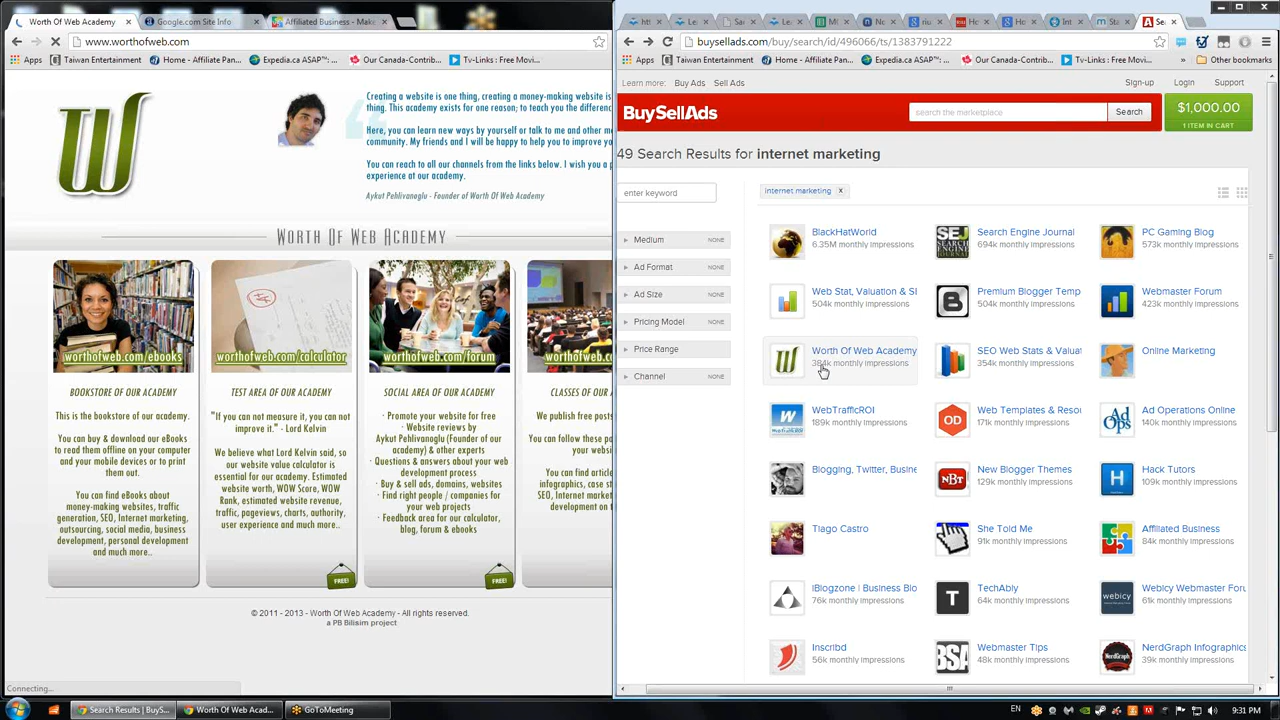 Worth Of Web Academy
Google.com Site Info
Affiliated Business - Make
www.worthofweb.com
Apps
Taiwan Entertainment
Home - Affiliate Pan
Expedia.ca ASAP™:
Our Canada-Contrib
Tv-Links : Free Movi...
Creating a website is one thing, creating a money-making website is
thing. This academy exists for one reason; to teach you the differenc
Here, you can learn new ways by yourself or talk to me and other m
community. My friends and I will be happy to help you to improve yo
You can reach to all our channels from the links below. I wish you a p
experience at our academy.
Aykut Pehlivanoglu - Founder of Worth Of Web Academy
WORTH OF WEB ACADEMY
worthofweb.com/ebooks
worthofweb.com/calculator
worthofweb.com/forum
BOOKSTORE OF OUR ACADEMY
This is the bookstore of our academy.
You can buy & download our eBooks
to read them offline on your computer
and your mobile devices or to print
them out.
You can find eBooks about
money-making websites, traffic
generation, SEO, Internet marketing,
outsourcing, social media, business
development, personal development
and much more..
TEST AREA OF OUR ACADEMY
"If you can not measure it, you can not
improve it." - Lord Kelvin
We believe what Lord Kelvin said, so
our website value calculator is
essential for our academy. Estimated
website worth, WOW Score, WOW
Rank, estimated website revenue,
traffic, pageviews, charts, authority,
user experience and much more..
FREE!
SOCIAL AREA OF OUR ACADEMY
· Promote your website for free
· Website reviews by
Aykut Pehlivanoglu (Founder of our
academy) & other experts
· Questions & answers about your web
development process
· Buy & sell ads, domains, websites
· Find right people / companies for
your web projects
· Feedback area for our calculator,
blog, forum & ebooks
FREE!
CLASSES OF OUR
We publish free posts
You can follow these po
You can find article
infographics, case st
SEO, Internet market
development on t
© 2011 - 2013 - Worth Of Web Academy - All rights reserved.
a PB Bilisim project
Connecting...
buysellads.com/buy/search/id/496066/ts/1383791222
Apps
Taiwan Entertainment
Home - Affiliate Pan
Expedia.ca ASAP™:
Our Canada-Contrib
Tv-Links : Free Movi...
Other bookmarks
Learn more:
Buy Ads
Sell Ads
Sign-up
Login
Support
BuySellAds
search the marketplace
Search
$1,000.00
1 ITEM IN CART
49 Search Results for internet marketing
enter keyword
internet marketing x
Medium NONE
Ad Format NONE
Ad Size NONE
Pricing Model NONE
Price Range NONE
Channel NONE
BlackHatWorld
6.35M monthly impressions
Search Engine Journal
694k monthly impressions
PC Gaming Blog
573k monthly impressions
Web Stat, Valuation & SE
504k monthly impressions
Premium Blogger Temp
504k monthly impressions
Webmaster Forum
423k monthly impressions
Worth Of Web Academy
monthly impressions
SEO Web Stats & Valuat
354k monthly impressions
Online Marketing
WebTrafficROI
189k monthly impressions
Web Templates & Resou
171k monthly impressions
Ad Operations Online
140k monthly impressions
Blogging, Twitter, Busine
New Blogger Themes
129k monthly impressions
Hack Tutors
109k monthly impressions
Tiago Castro
She Told Me
91k monthly impressions
Affiliated Business
84k monthly impressions
iBlogzone | Business Blo
76k monthly impressions
TechAbly
64k monthly impressions
Webicy Webmaster Foru
61k monthly impressions
Inscribd
56k monthly impressions
Webmaster Tips
48k monthly impressions
NerdGraph Infographics
39k monthly impressions
Search Results | BuyS...
Worth Of Web Acad...
GoToMeeting
EN
9:31 PM